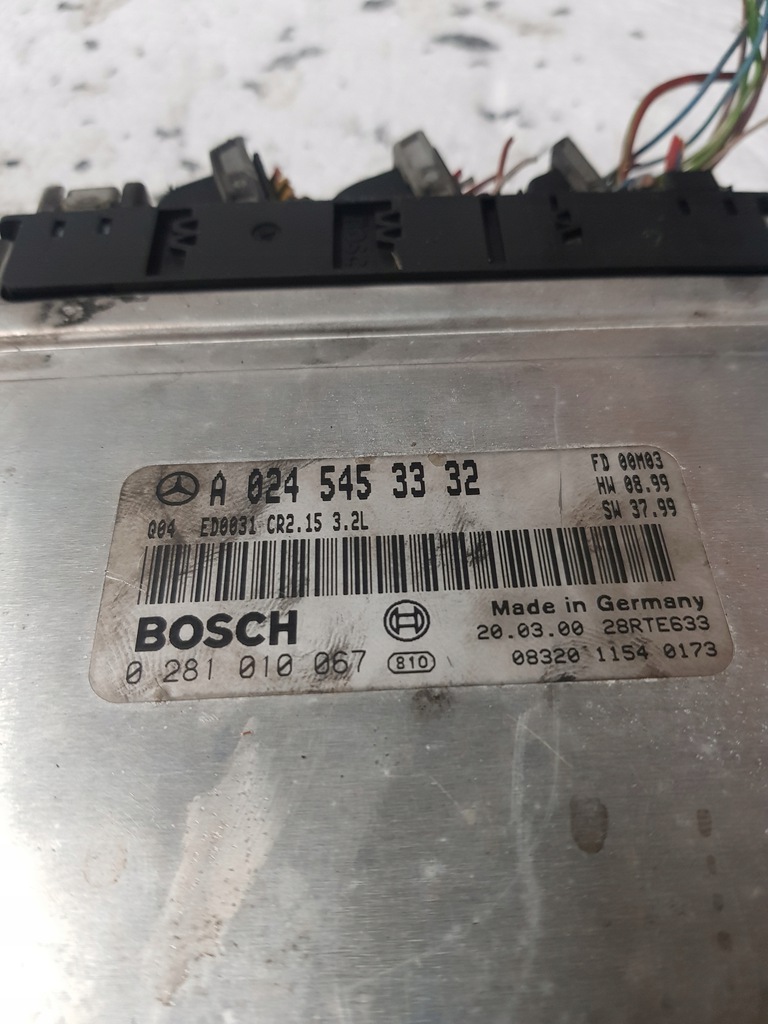 A 024 545 33 32
FD 00M03
HW 08.99
SW 37.99
Q04 ED0031 CR2.15 3.2L
BOSCH
Made in Germany
20.03.00 28RTE633
0 281 010 067 810
08320 1154 0173